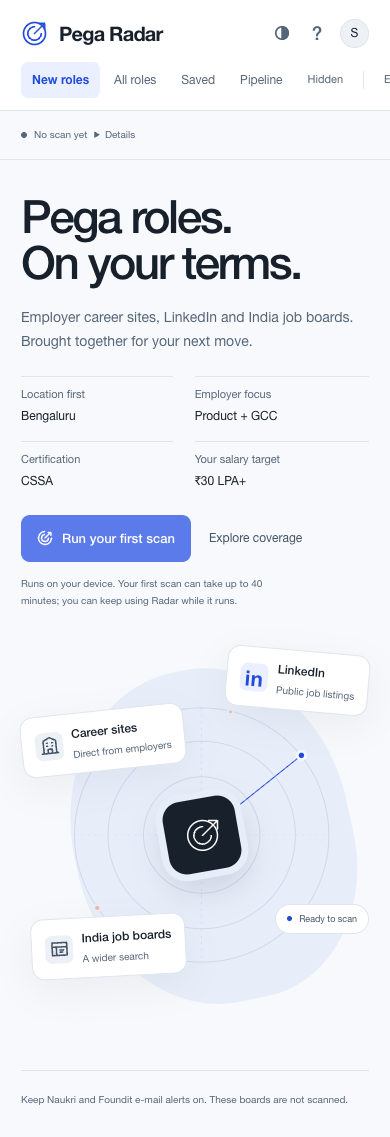 Pega Radar
?
S
New roles
All roles
Saved
Pipeline
Hidden
No scan yet
Details
Pega roles.
On your terms.
Employer career sites, LinkedIn and India job boards.
Brought together for your next move.
Location first
Employer focus
Bengaluru
Product + GCC
Certification
Your salary target
CSSA
₹30 LPA+
Run your first scan
Explore coverage
Runs on your device. Your first scan can take up to 40
minutes; you can keep using Radar while it runs.
in
LinkedIn
Public job listings
Career sites
Direct from employers
Ready to scan
India job boards
A wider search
Keep Naukri and Foundit e-mail alerts on. These boards are not scanned.